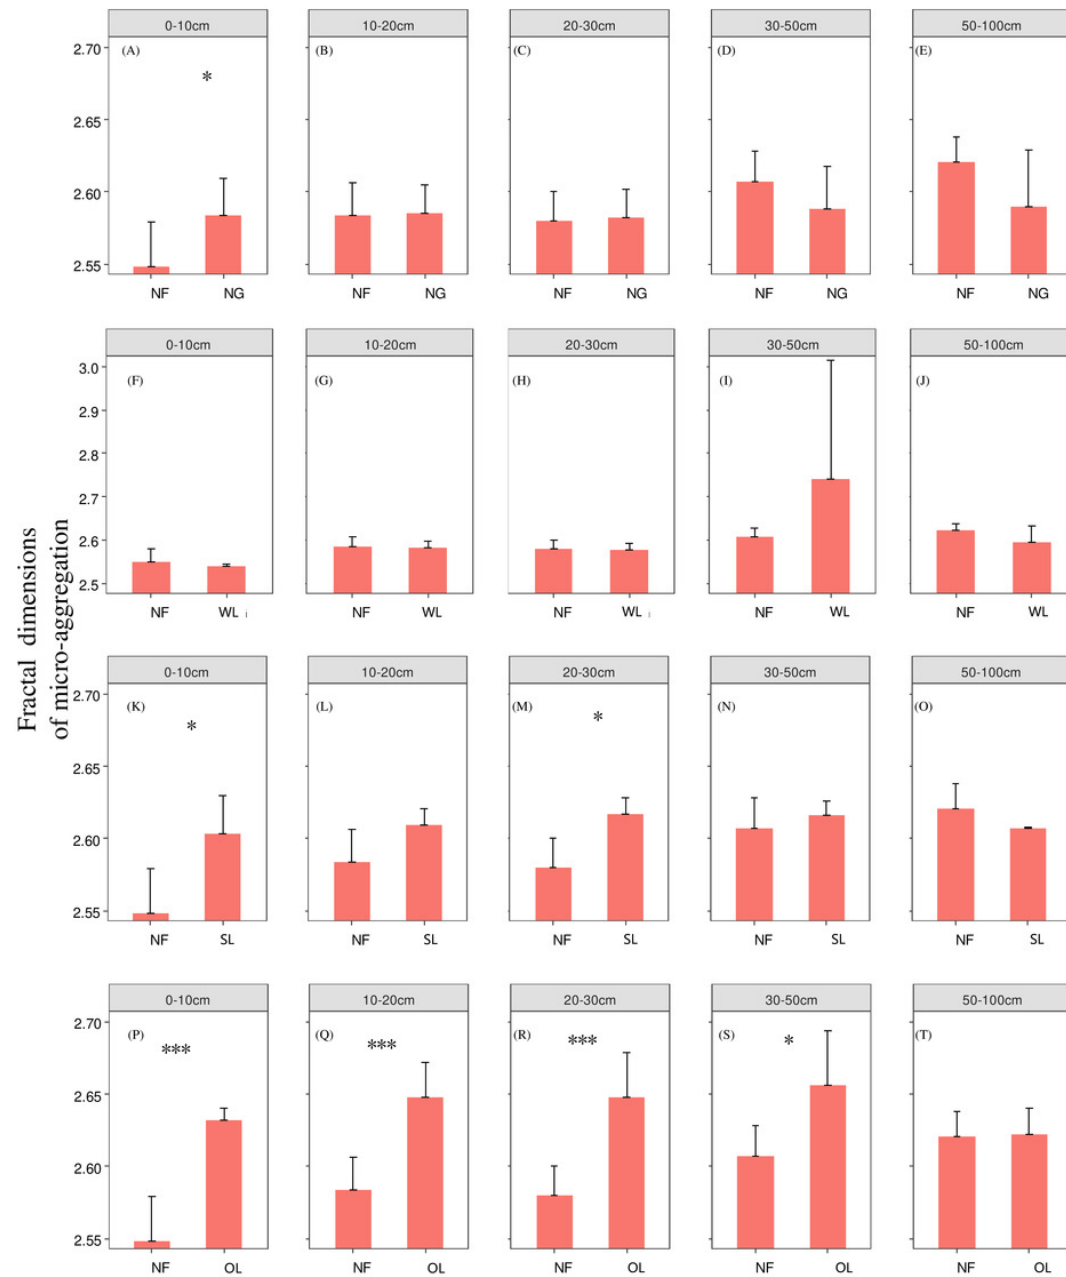 0-10cm 10-20cm 20-30cm 30-50cm 50-100cm
2.70 (A) (B) (C) (D) (E)
*
2.65
2.60
2.55
NF NG NF NG NF NG NF NG NF NG
0-10cm 10-20cm 20-30cm 30-50cm 50-100cm
3.0
(F) (G) (H) (I) (J)
2.9
2.8
2.7
2.6
2.5
NF WL NF WL NF WL NF WL NF WL
Fractal dimensions
of micro-aggregation
0-10cm 10-20cm 20-30cm 30-50cm 50-100cm
2.70
(K) (L) (M) (N) (O)
* *
2.65
2.60
2.55
NF SL NF SL NF SL NF SL NF SL
0-10cm 10-20cm 20-30cm 30-50cm 50-100cm
2.70
(P) (Q) (R) (S) (T)
*** *** *** *
2.65
2.60
2.55
NF OL NF OL NF OL NF OL NF OL